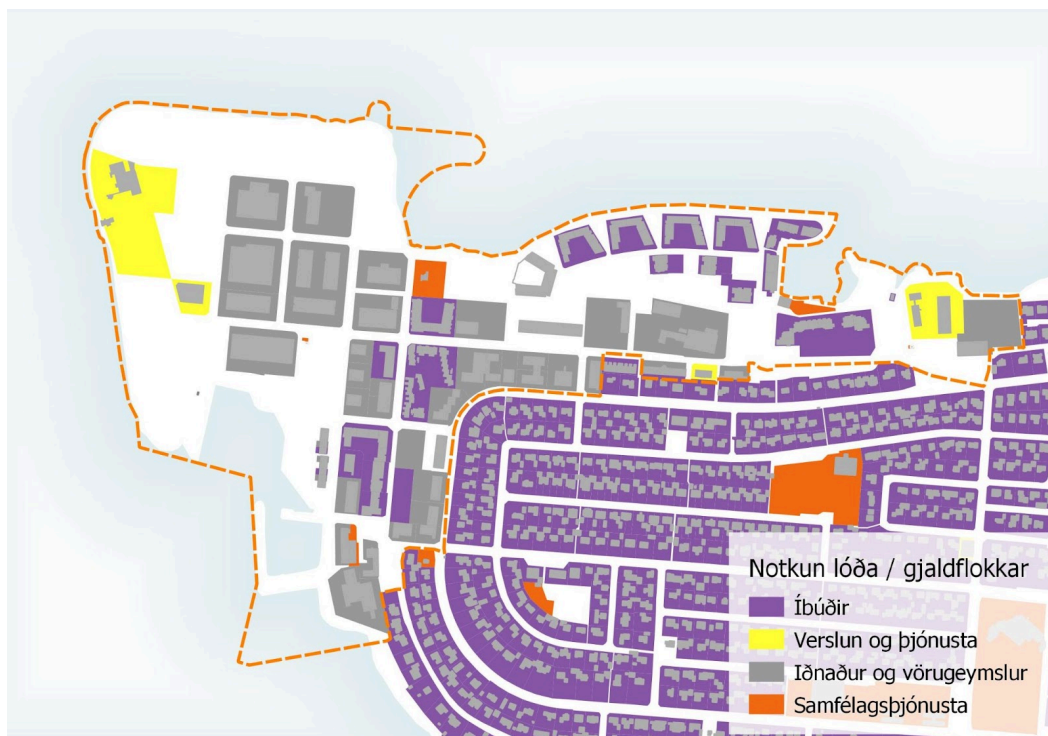 Notkun lóða / gjaldflokkar
Íbúðir
Verslun og þjónusta
Iðnaður og vörugeymslur
Samfélagsþjónusta